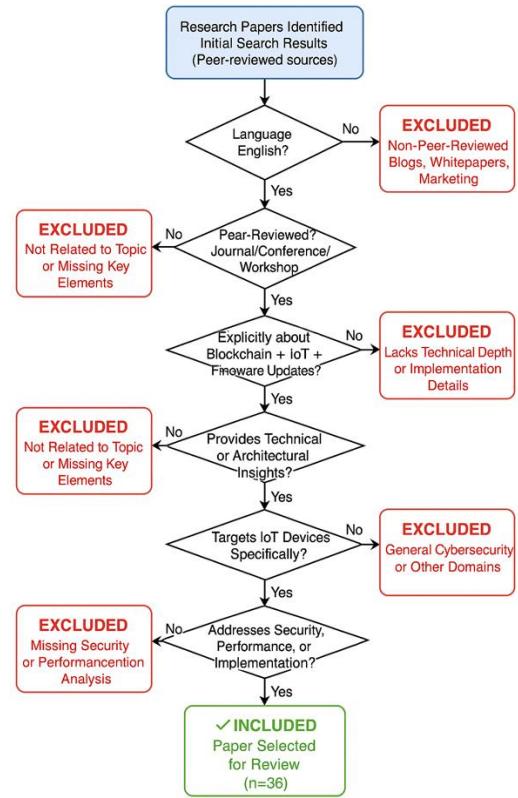 Research Papers Identified
Initial Search Results
(Peer-reviewed sources)
Language
English?
No
EXCLUDED
Non-Peer-Reviewed
Blogs, Whitepapers,
Marketing
Yes
Pear-Reviewed?
Journal/Conference/
Workshop
No
EXCLUDED
Not Related to Topic
or Missing Key
Elements
Yes
Explicitly about
Blockchain + IoT +
Finoware Updates?
No
EXCLUDED
Lacks Technical Depth
or Implementation
Details
Yes
Provides Technical
or Architectural
Insights?
No
EXCLUDED
Not Related to Topic
or Missing Key
Elements
Yes
Targets IoT Devices
Specifically?
No
EXCLUDED
General Cybersecurity
or Other Domains
Yes
Addresses Security,
Performance, or
Implementation?
No
EXCLUDED
Missing Security
or Performancention
Analysis
Yes
✓INCLUDED
Paper Selected
for Review
(n=36)